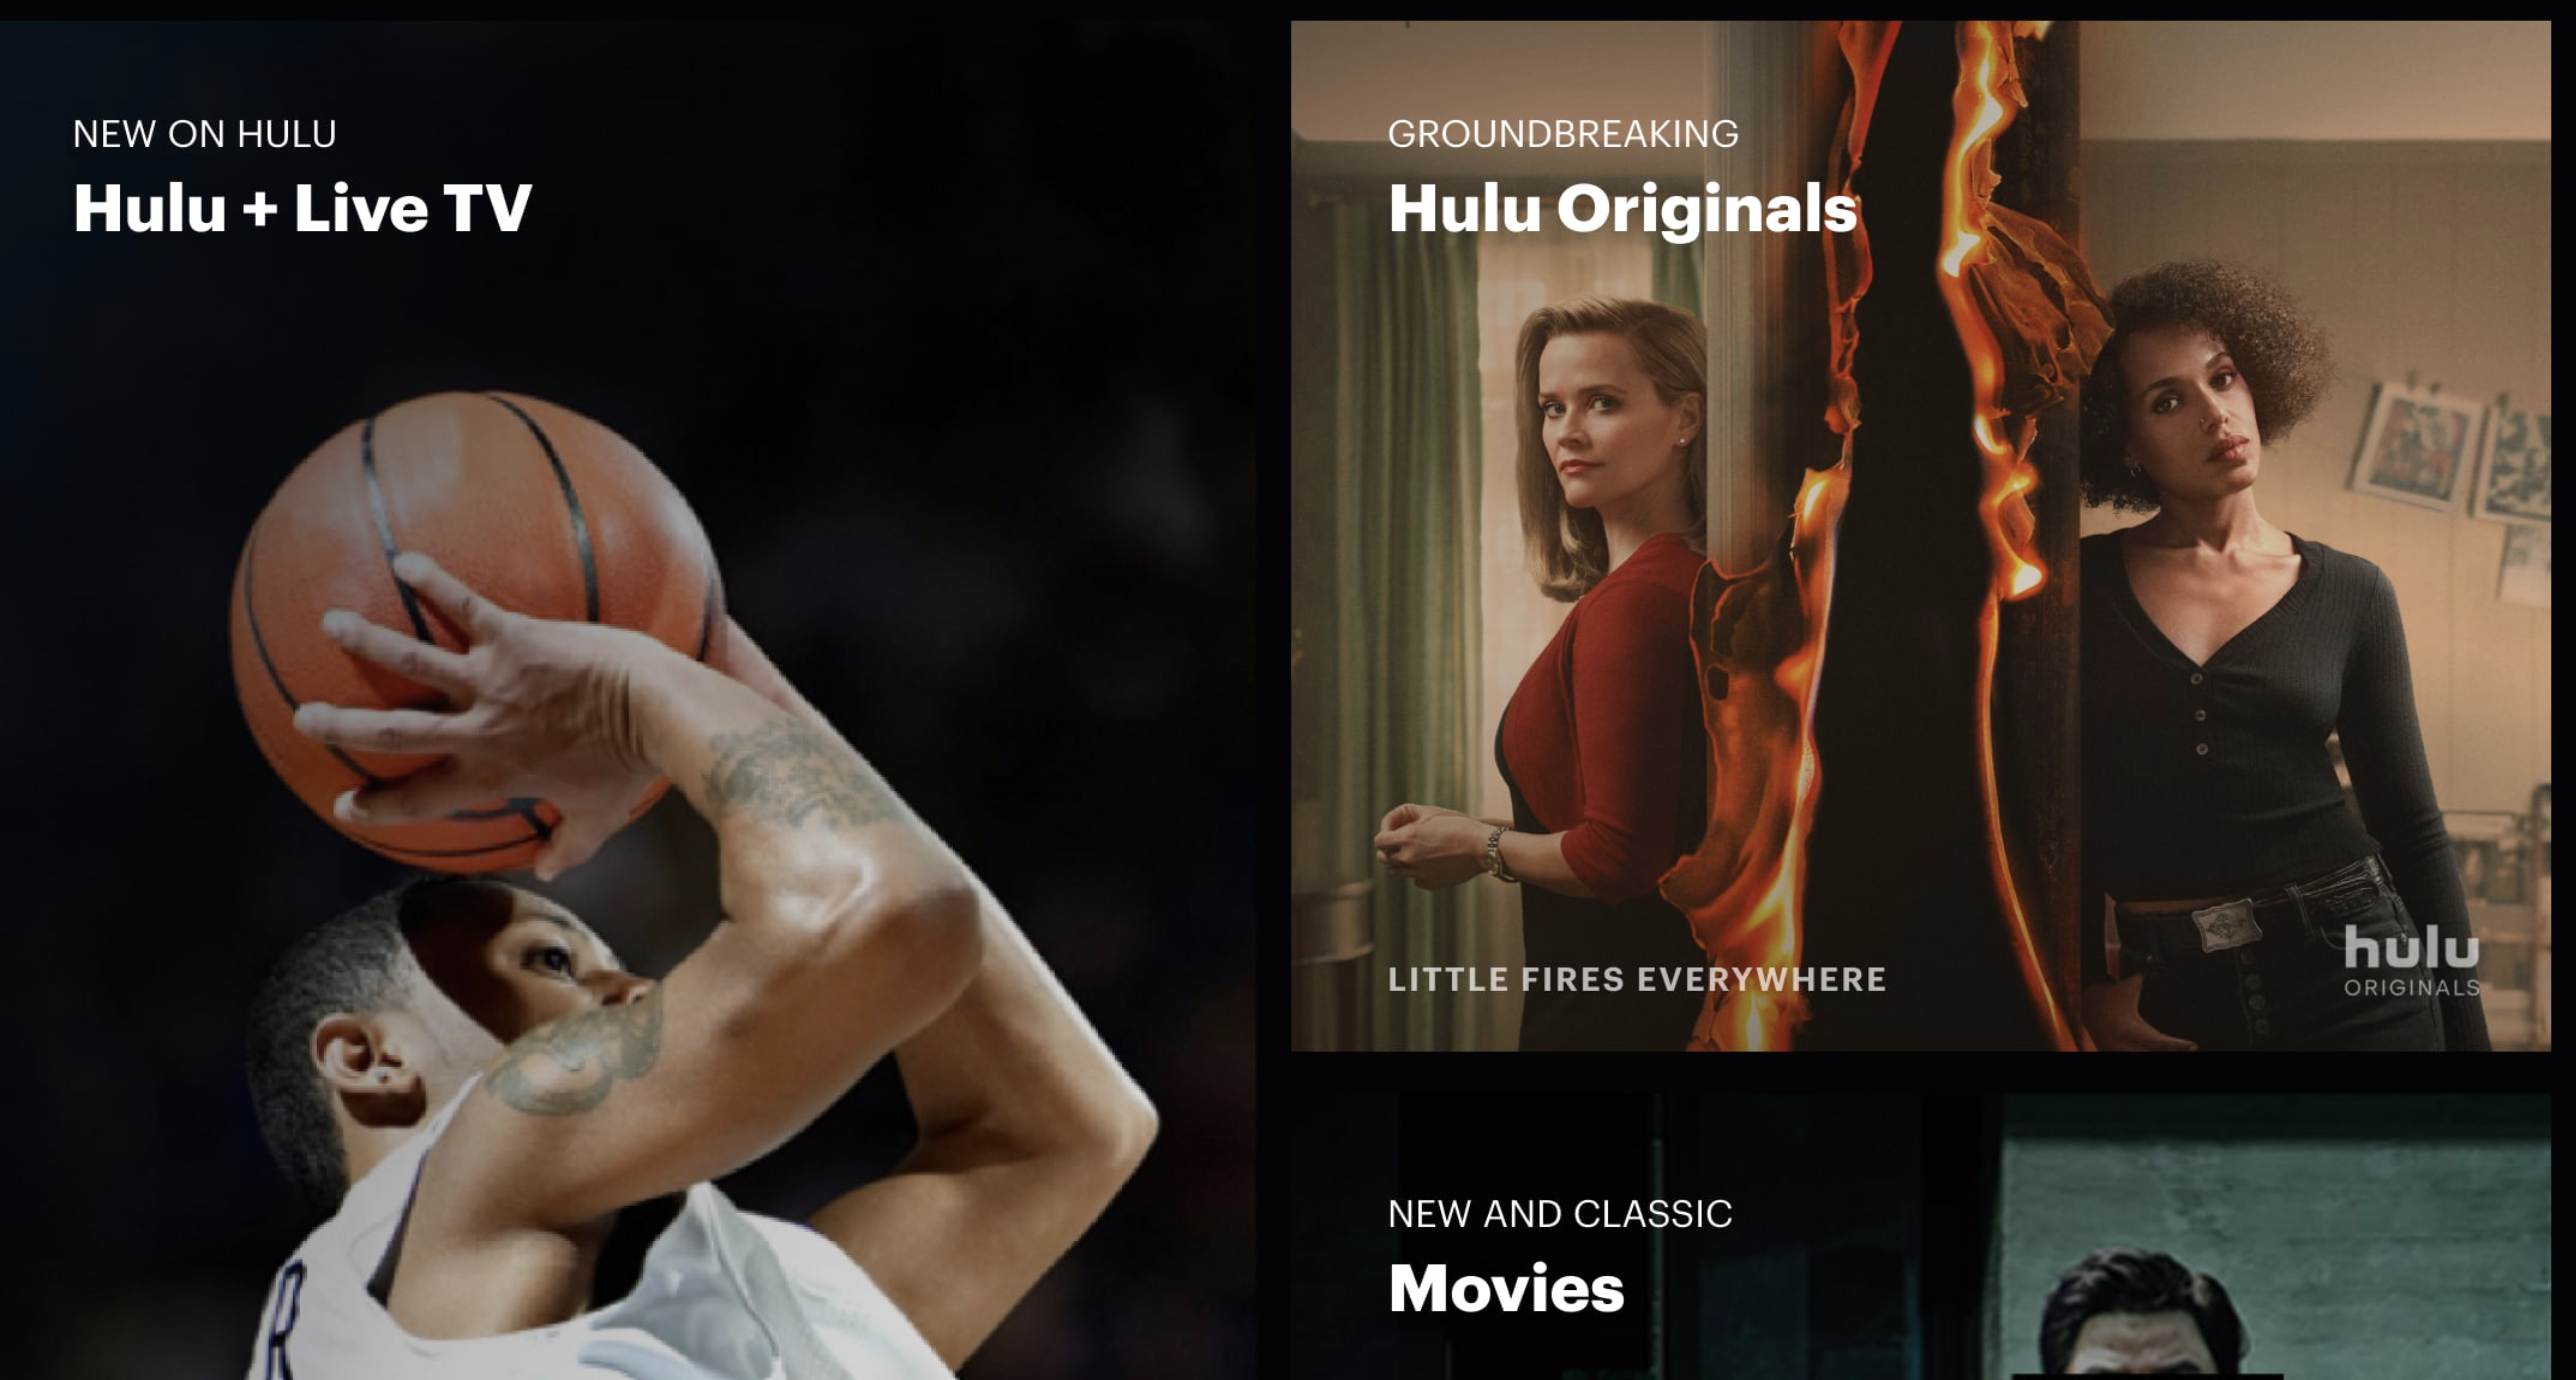 NEW ON HULU
Hulu + Live TV
GROUNDBREAKING
Hulu Originals
LITTLE FIRES EVERYWHERE
hulu
ORIGINALS
NEW AND CLASSIC
Movies
R